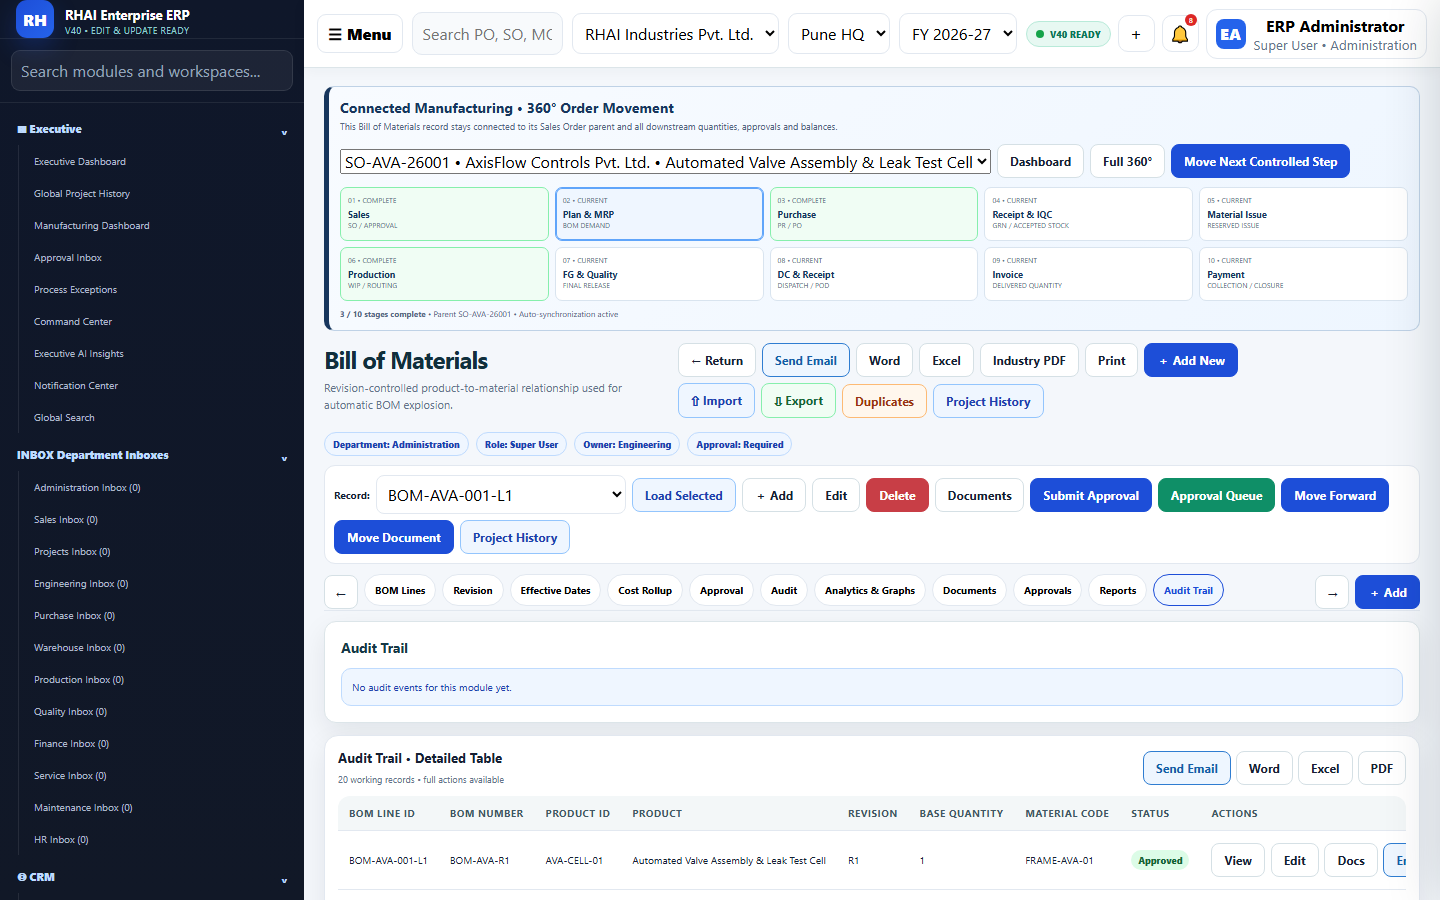 RH
RHAI Enterprise ERP
V40 • EDIT & UPDATE READY
Search modules and workspaces...
Executive
Executive Dashboard
Global Project History
Manufacturing Dashboard
Approval Inbox
Process Exceptions
Command Center
Executive AI Insights
Notification Center
Global Search
INBOX Department Inboxes
Administration Inbox (0)
Sales Inbox (0)
Projects Inbox (0)
Engineering Inbox (0)
Purchase Inbox (0)
Warehouse Inbox (0)
Production Inbox (0)
Quality Inbox (0)
Finance Inbox (0)
Service Inbox (0)
Maintenance Inbox (0)
HR Inbox (0)
CRM
☰ Menu
Search PO, SO, MC
RHAI Industries Pvt. Ltd.
Pune HQ
FY 2026-27
V40 READY
+
8
EA
ERP Administrator
Super User • Administration
Connected Manufacturing • 360° Order Movement
This Bill of Materials record stays connected to its Sales Order parent and all downstream quantities, approvals and balances.
SO-AVA-26001 • AxisFlow Controls Pvt. Ltd. • Automated Valve Assembly & Leak Test Cell
Dashboard
Full 360°
Move Next Controlled Step
01 • COMPLETE
Sales
SO / APPROVAL
02 • CURRENT
Plan & MRP
BOM DEMAND
03 • COMPLETE
Purchase
PR / PO
04 • CURRENT
Receipt & IQC
GRN / ACCEPTED STOCK
05 • CURRENT
Material Issue
RESERVED ISSUE
06 • COMPLETE
Production
WIP / ROUTING
07 • CURRENT
FG & Quality
FINAL RELEASE
08 • CURRENT
DC & Receipt
DISPATCH / POD
09 • CURRENT
Invoice
DELIVERED QUANTITY
10 • CURRENT
Payment
COLLECTION / CLOSURE
3 / 10 stages complete • Parent SO-AVA-26001 • Auto-synchronization active
Bill of Materials
Revision-controlled product-to-material relationship used for
automatic BOM explosion.
← Return
Send Email
Word
Excel
Industry PDF
Print
+ Add New
⇧ Import
⇩ Export
Duplicates
Project History
Department: Administration
Role: Super User
Owner: Engineering
Approval: Required
Record:
BOM-AVA-001-L1
Load Selected
+ Add
Edit
Delete
Documents
Submit Approval
Approval Queue
Move Forward
Move Document
Project History
←
BOM Lines
Revision
Effective Dates
Cost Rollup
Approval
Audit
Analytics & Graphs
Documents
Approvals
Reports
Audit Trail
→
+ Add
Audit Trail
No audit events for this module yet.
Audit Trail • Detailed Table
20 working records • full actions available
Send Email
Word
Excel
PDF
BOM LINE ID BOM NUMBER PRODUCT ID PRODUCT REVISION BASE QUANTITY MATERIAL CODE STATUS ACTIONS
BOM-AVA-001-L1 BOM-AVA-R1 AVA-CELL-01 Automated Valve Assembly & Leak Test Cell R1 1 FRAME-AVA-01 Approved View Edit Docs